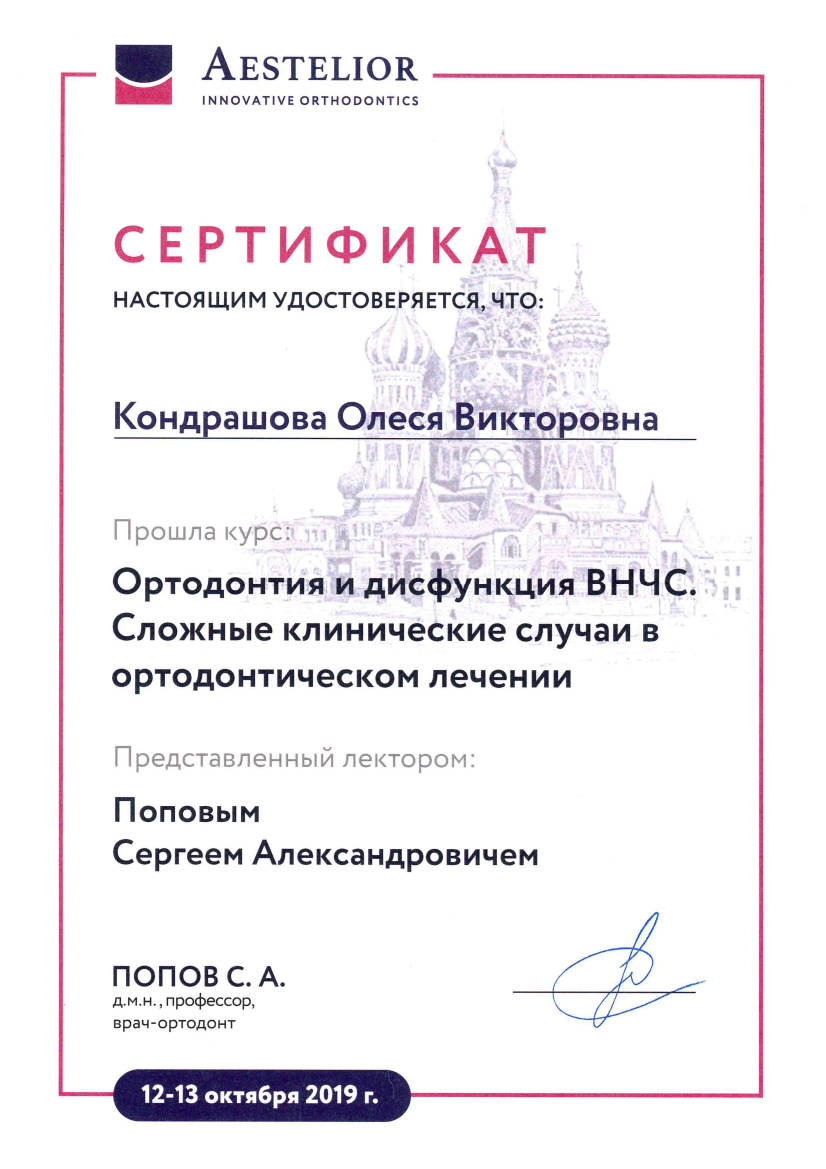 AESTELIOR
INNOVATIVE ORTHODONTICS
СЕРТИФИКАТ
НАСТОЯЩИМ УДОСТОВЕРЯЕТСЯ, ЧТО:
Кондрашова Олеся Викторовна
Прошла курс:
Ортодонтия и дисфункция ВНЧС.
Сложные клинические случаи в
ортодонтическом лечении
Представленный лектором:
Поповым
Сергеем Александровичем
ПОПОВ С. А.
д.м.н., профессор,
врач-ортодонт
12-13 октября 2019 г.